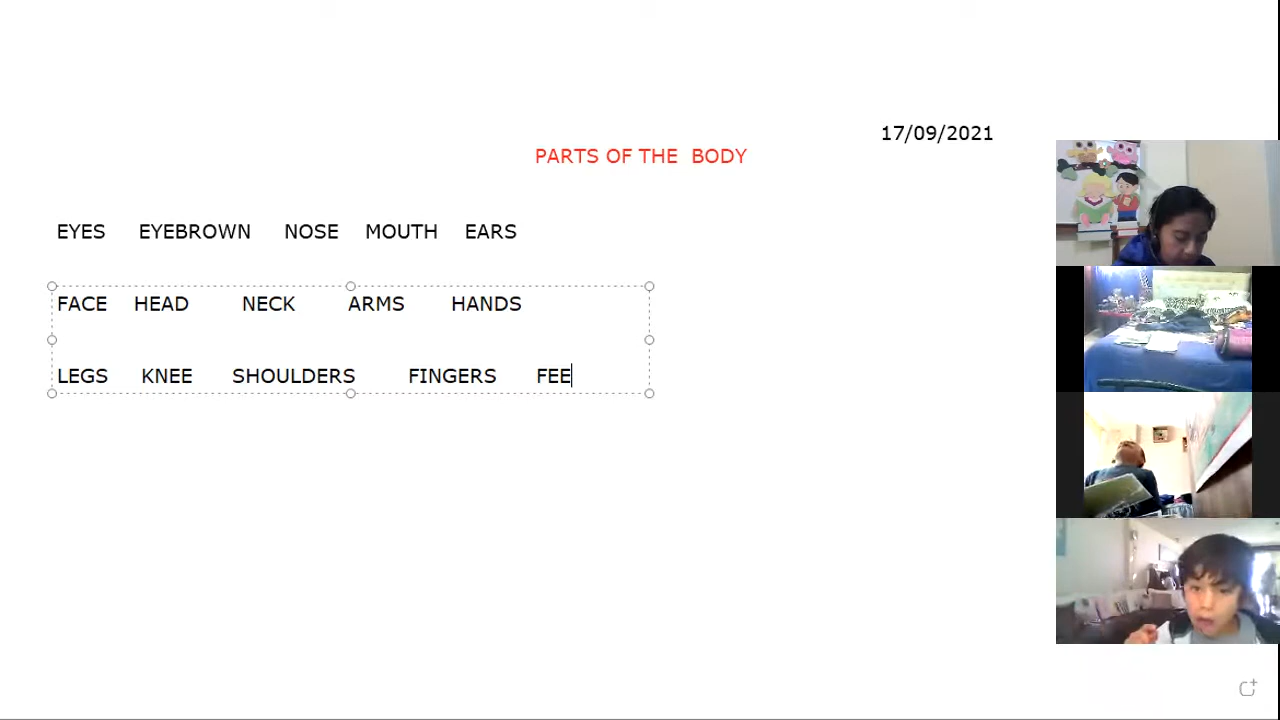 17/09/2021
PARTS OF THE BODY
EYES EYEBROWN NOSE MOUTH EARS
FACE HEAD NECK ARMS HANDS
LEGS KNEE SHOULDERS FINGERS FEE